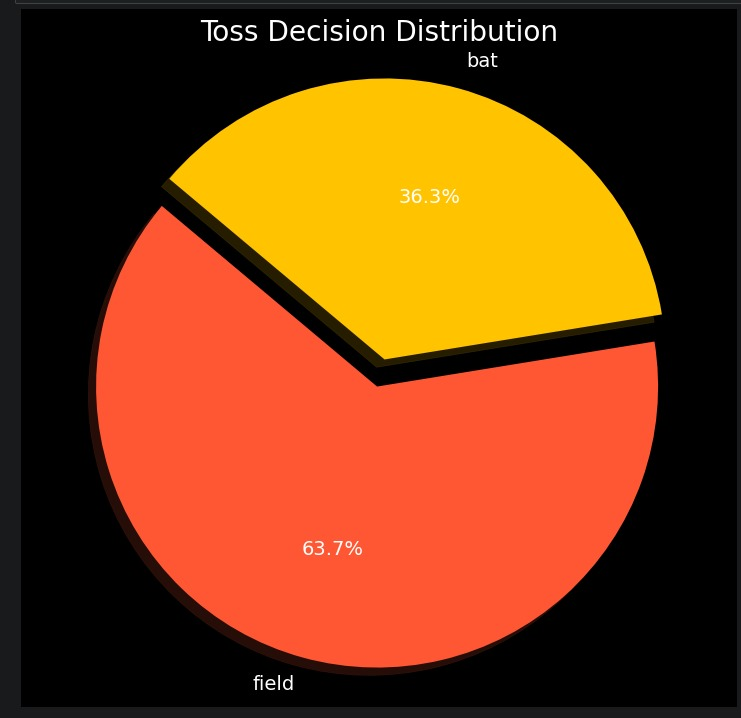 Toss Decision Distribution
bat
36.3%
63.7%
field